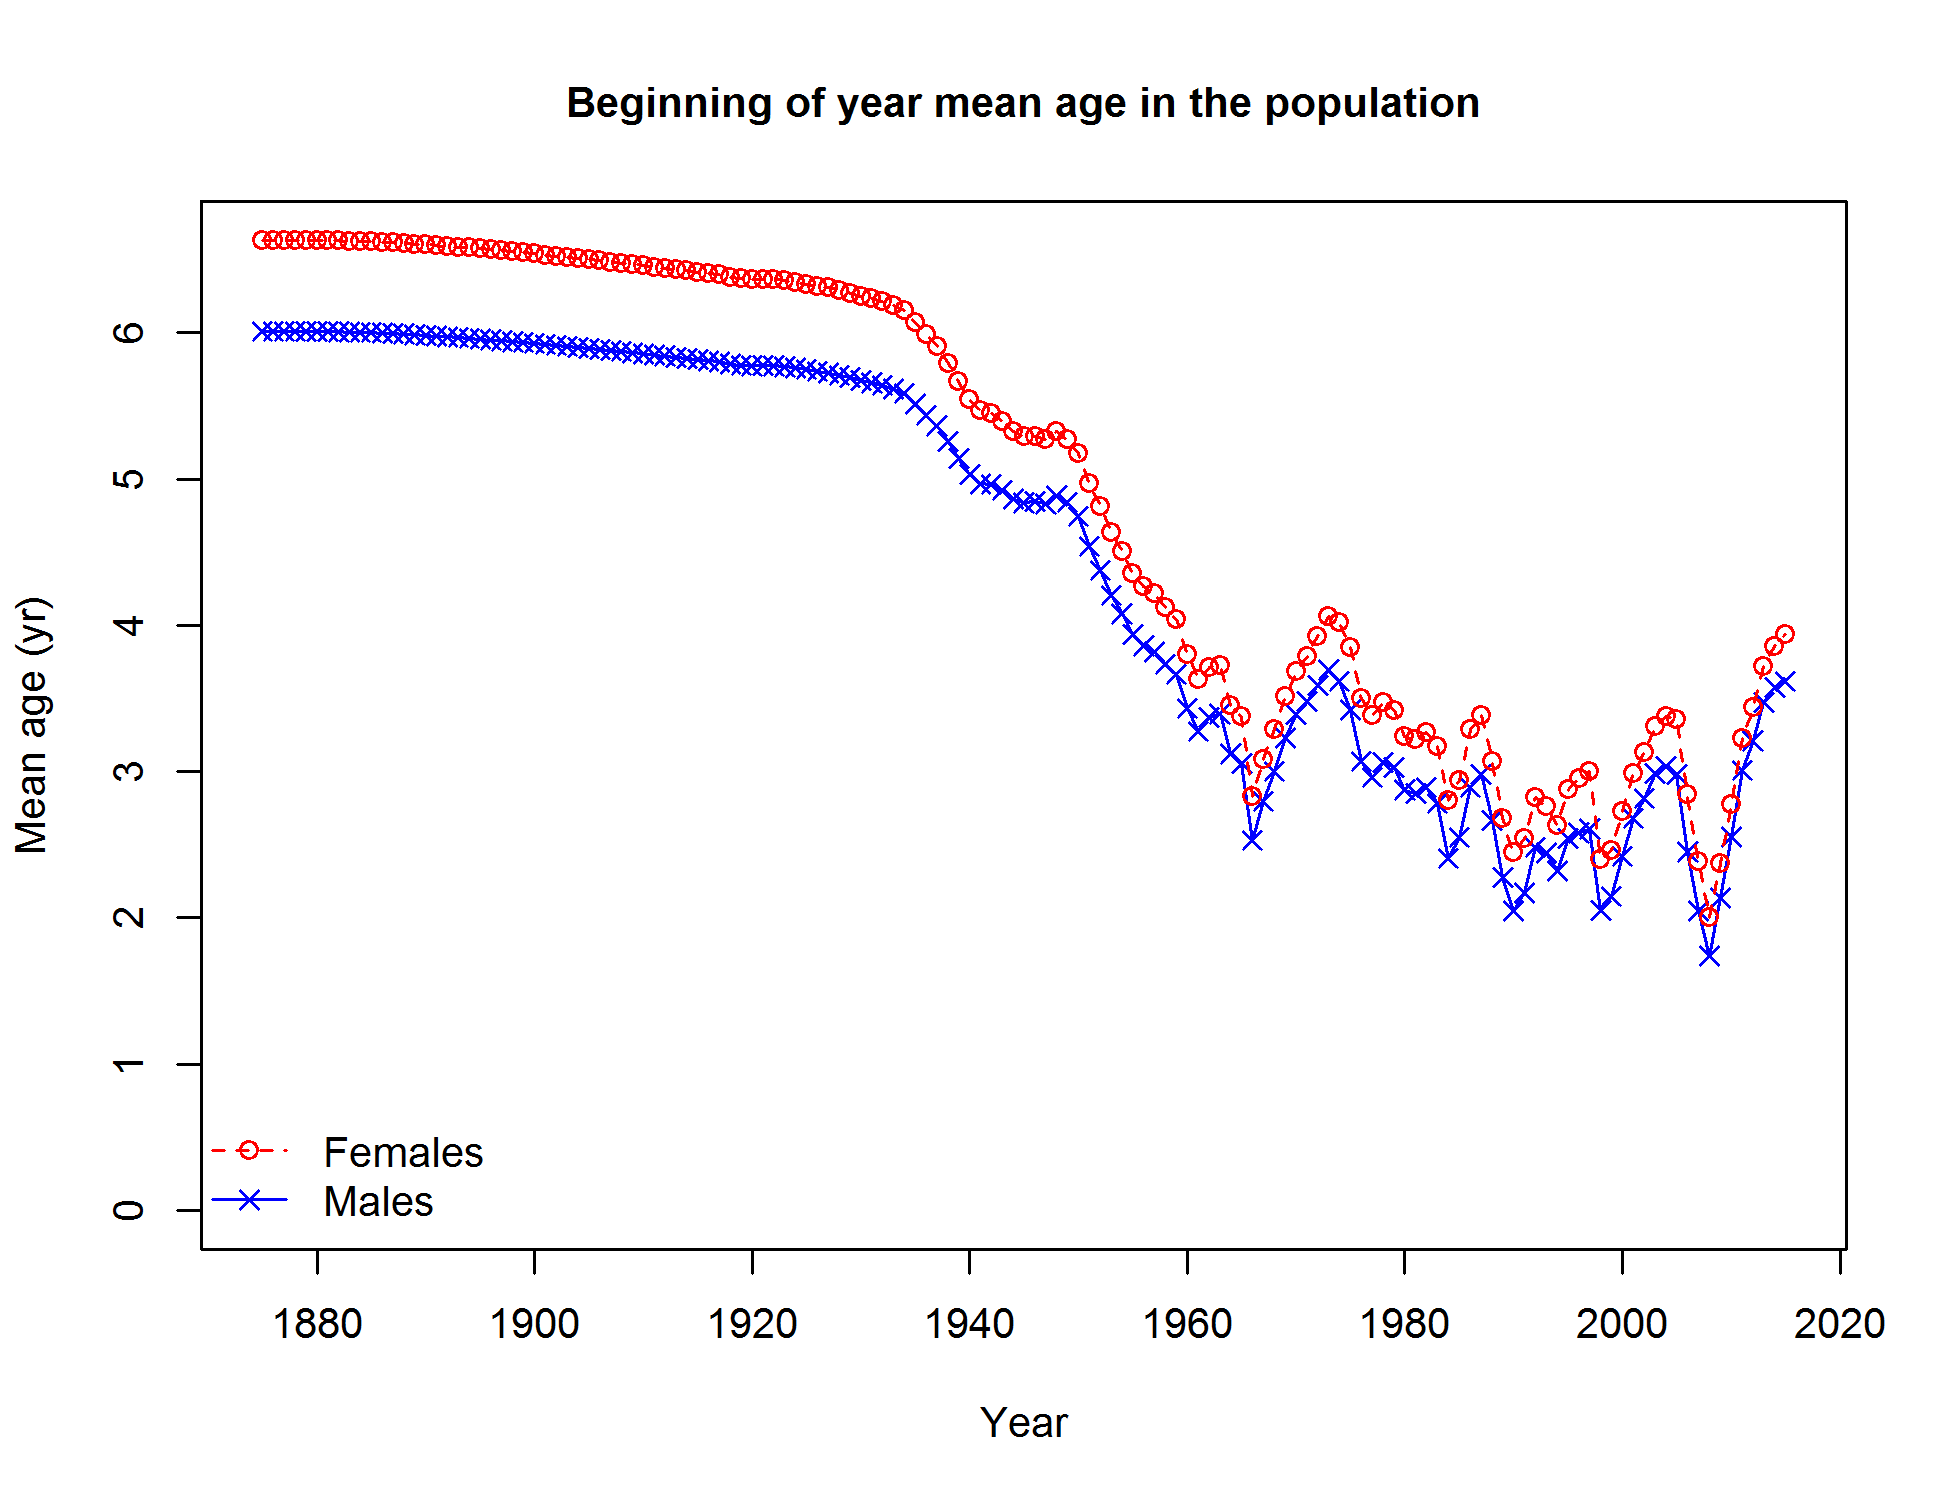 Beginning of year mean age in the population
Mean age (yr)
6
5
4
3
2
1
0
Females
Males
1880 1900 1920 1940 1960 1980 2000 2020
Year